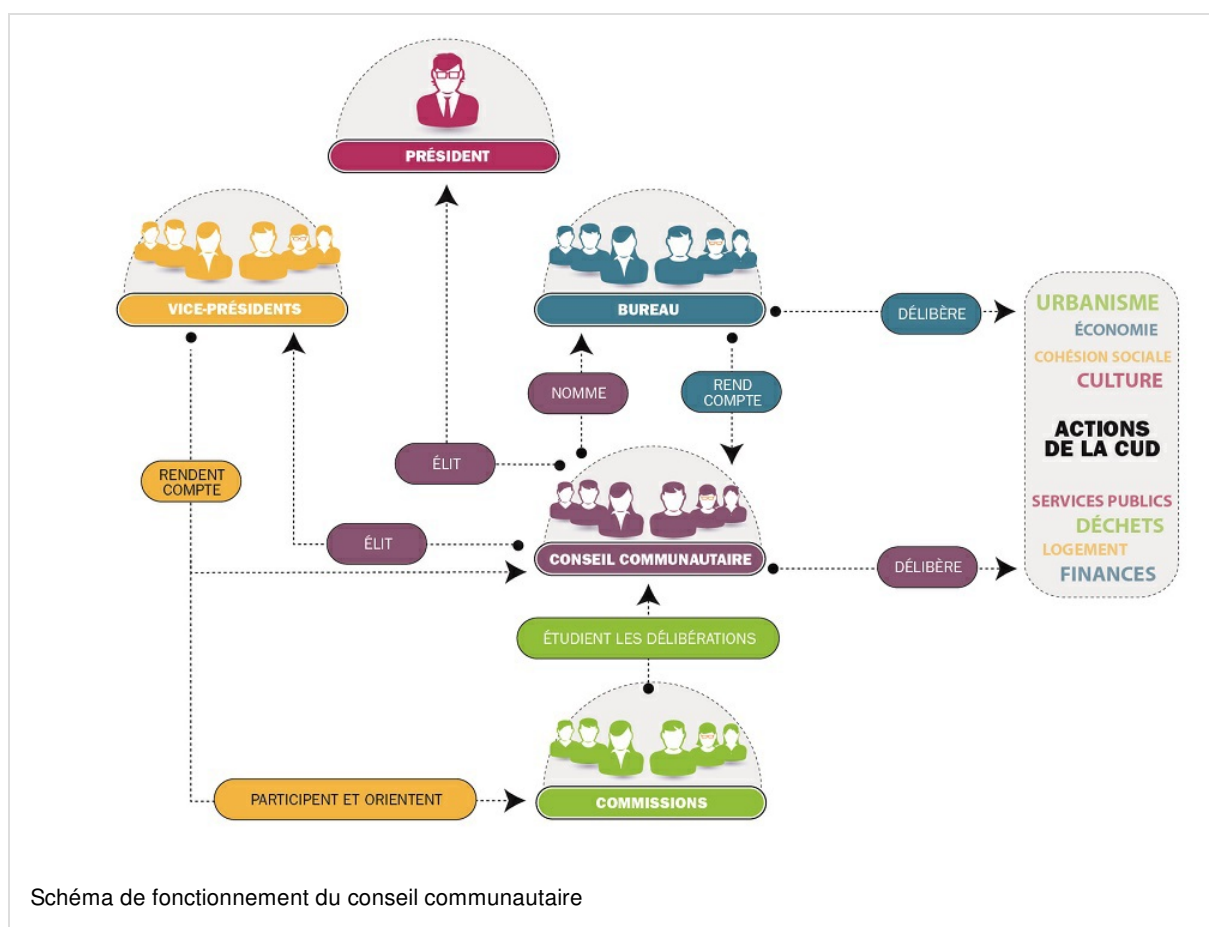 PRÉSIDENT
VICE-PRÉSIDENTS
BUREAU
DÉLIBÈRE
URBANISME
ÉCONOMIE
COHÉSION SOCIALE
CULTURE
ACTIONS
DE LA CUD
SERVICES PUBLICS
DÉCHETS
LOGEMENT
FINANCES
NOMME
REND
COMPTE
ÉLIT
RENDENT
COMPTE
ÉLIT
CONSEIL COMMUNAUTAIRE
DÉLIBÈRE
ÉTUDIENT LES DÉLIBÉRATIONS
PARTICIPENT ET ORIENTENT
COMMISSIONS
Schéma de fonctionnement du conseil communautaire